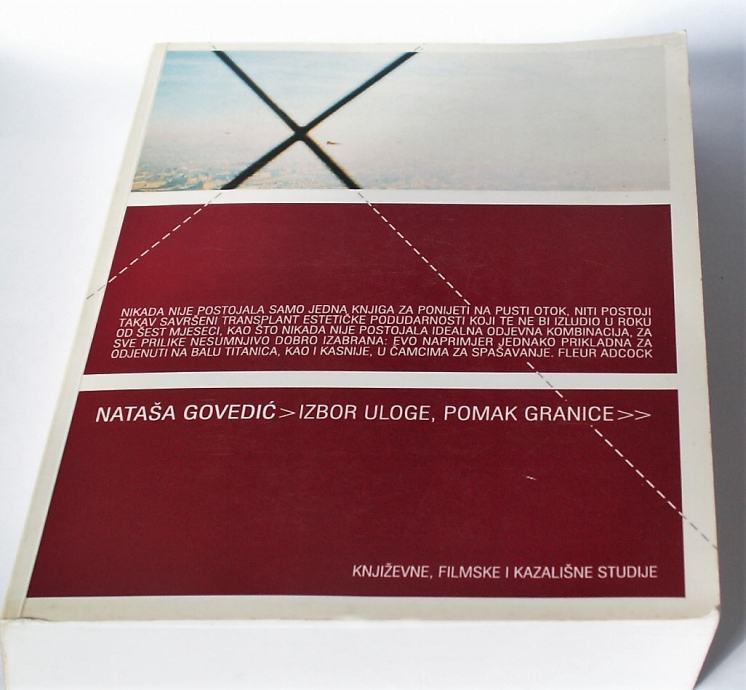 NIKADA NIJE POSTOJALA SAMO JEDNA KNJIGA ZA PONIJETI NA PUSTI OTOK, NITI POSTOJI
TAKAV SAVRŠENI TRANSPLANT ESTETIČKE PODUDARNOSTI KOJI TE NE BI IZLUDIO U ROKU
OD ŠEST MJESECI, KAO ŠTO NIKADA NIJE POSTOJALA IDEALNA ODJEVNA KOMBINACIJA, ZA
SVE PRILIKE NESUMNJIVO DOBRO IZABRANA: EVO NAPRIMJER JEDNAKO PRIKLADNA ZA
ODJENUTI NA BALU TITANICA, KAO I KASNIJE, U ČAMCIMA ZA SPAŠAVANJE. FLEUR ADCOCK
NATAŠA GOVEDIĆ>IZBOR ULOGE, POMAK GRANICE>>
KNJIŽEVNE, FILMSKE I KAZALIŠNE STUDIJE